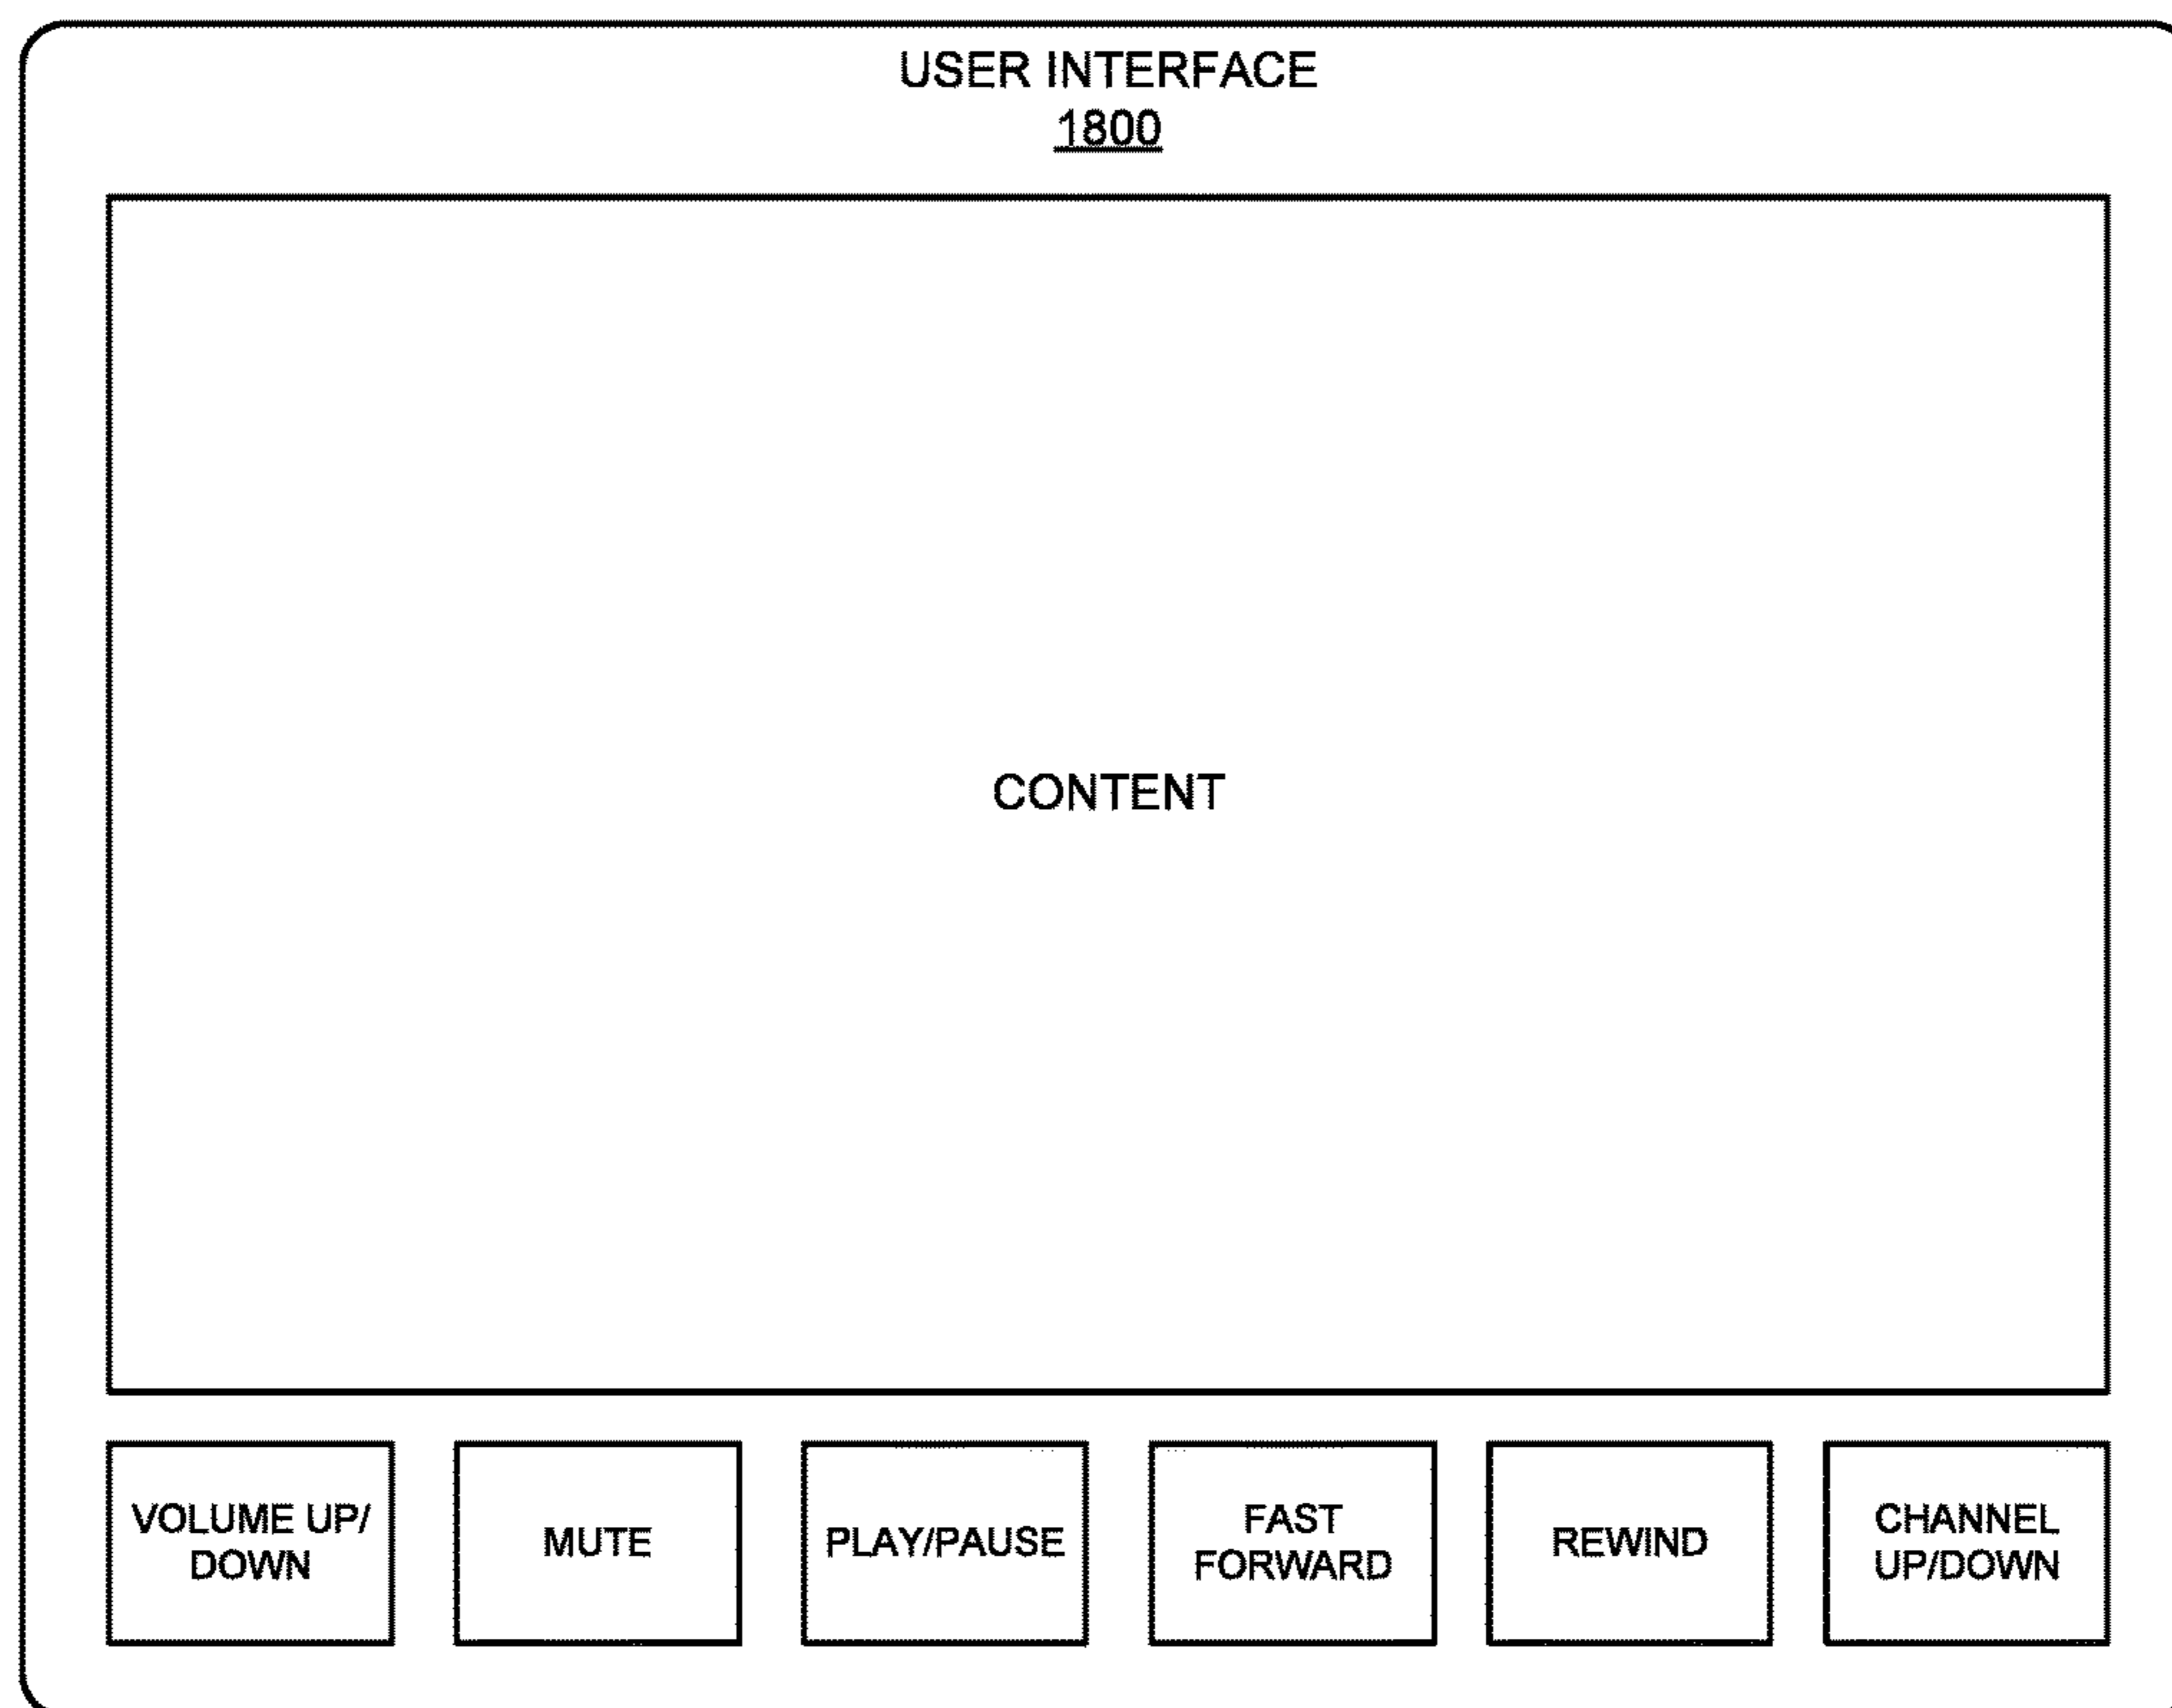 USER INTERFACE
1800
CONTENT
VOLUME UP/
DOWN
MUTE
PLAY/PAUSE
FAST
FORWARD
REWIND
CHANNEL
UP/DOWN